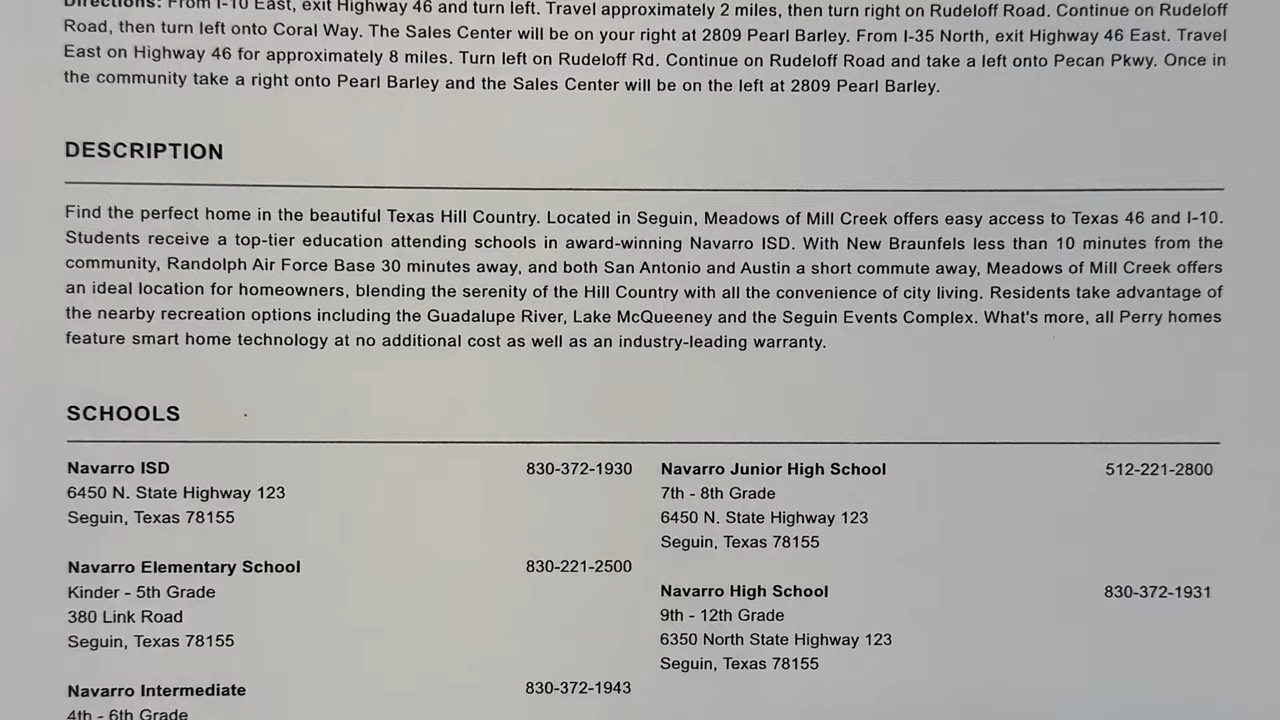 Directions: From I-10 East, exit Highway 46 and turn left. Travel approximately 2 miles, then turn right on Rudeloff Road. Continue on Rudeloff
Road, then turn left onto Coral Way. The Sales Center will be on your right at 2809 Pearl Barley. From I-35 North, exit Highway 46 East. Travel
East on Highway 46 for approximately 8 miles. Turn left on Rudeloff Rd. Continue on Rudeloff Road and take a left onto Pecan Pkwy. Once in
the community take a right onto Pearl Barley and the Sales Center will be on the left at 2809 Pearl Barley.
DESCRIPTION
Find the perfect home in the beautiful Texas Hill Country. Located in Seguin, Meadows of Mill Creek offers easy access to Texas 46 and I-10.
Students receive a top-tier education attending schools in award-winning Navarro ISD. With New Braunfels less than 10 minutes from the
community, Randolph Air Force Base 30 minutes away, and both San Antonio and Austin a short commute away, Meadows of Mill Creek offers
an ideal location for homeowners, blending the serenity of the Hill Country with all the convenience of city living. Residents take advantage of
the nearby recreation options including the Guadalupe River, Lake McQueeney and the Seguin Events Complex. What's more, all Perry homes
feature smart home technology at no additional cost as well as an industry-leading warranty.
SCHOOLS
Navarro ISD 830-372-1930
6450 N. State Highway 123
Seguin, Texas 78155
Navarro Elementary School 830-221-2500
Kinder - 5th Grade
380 Link Road
Seguin, Texas 78155
Navarro Intermediate 830-372-1943
4th - 6th Grade
Navarro Junior High School 512-221-2800
7th - 8th Grade
6450 N. State Highway 123
Seguin, Texas 78155
Navarro High School 830-372-1931
9th - 12th Grade
6350 North State Highway 123
Seguin, Texas 78155